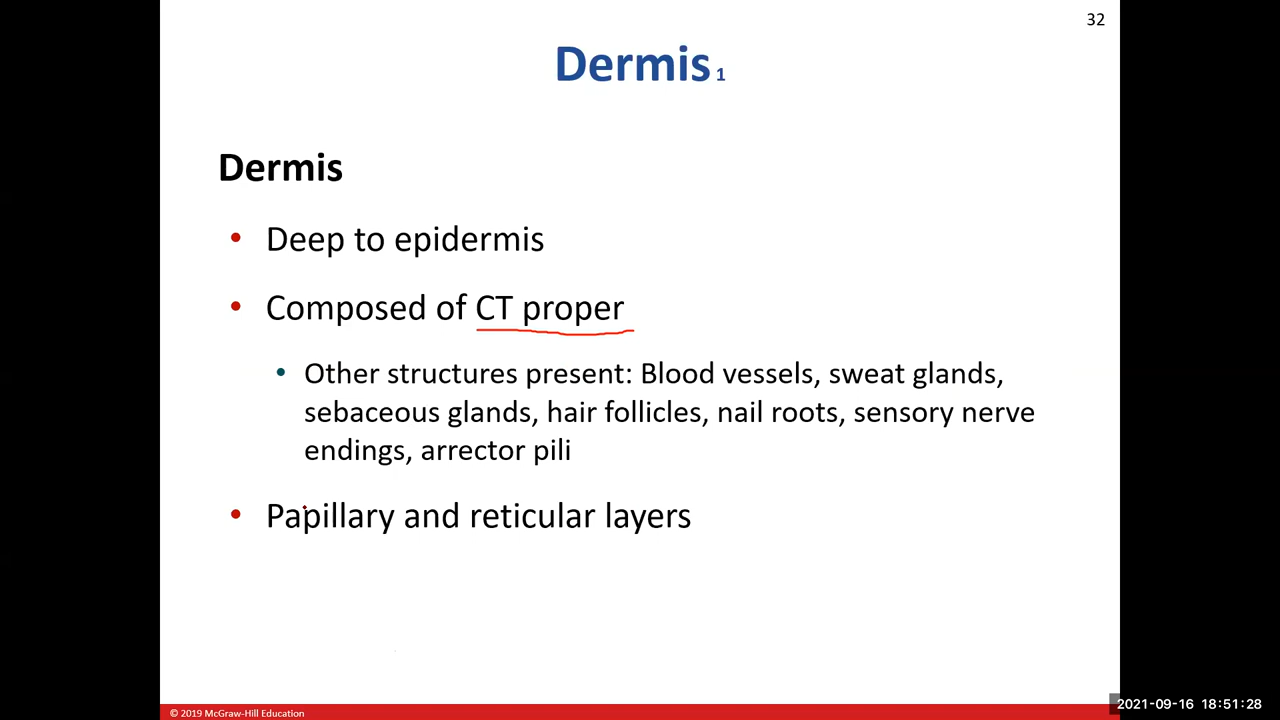 32
Dermis 1
Dermis
• Deep to epidermis
• Composed of CT proper
• Other structures present: Blood vessels, sweat glands,
sebaceous glands, hair follicles, nail roots, sensory nerve
endings, arrector pili
• Papillary and reticular layers
© 2019 McGraw-Hill Education
2021-09-16 18:51:28